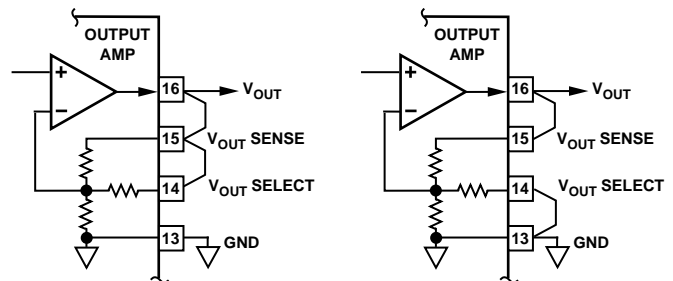 OUTPUT
AMP
+
−
16
VOUT
15
VOUT SENSE
14
VOUT SELECT
13
GND
OUTPUT
AMP
+
−
16
VOUT
15
VOUT SENSE
14
VOUT SELECT
13
GND